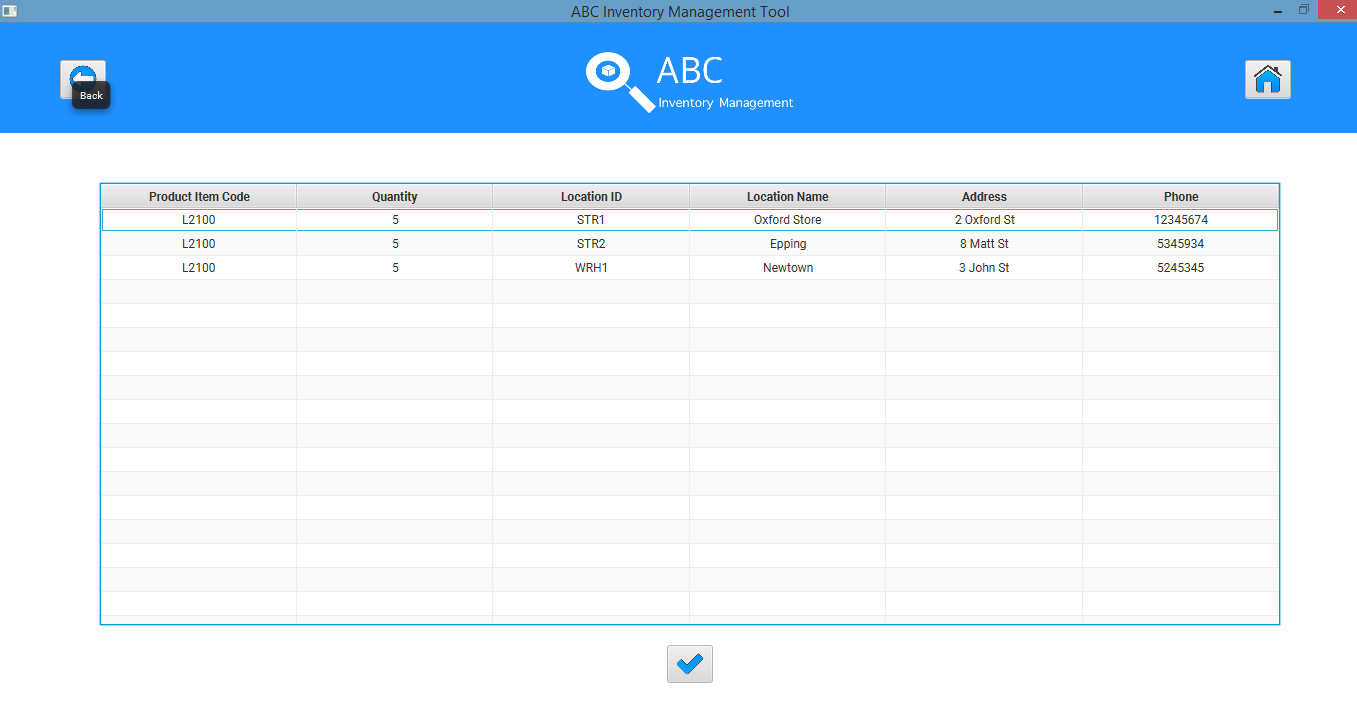 ABC Inventory Management Tool
Back
ABC
Inventory Management
Product Item Code Quantity Location ID Location Name Address Phone
L2100 5 STR1 Oxford Store 2 Oxford St 12345674
L2100 5 STR2 Epping 8 Matt St 5345934
L2100 5 WRH1 Newtown 3 John St 5245345